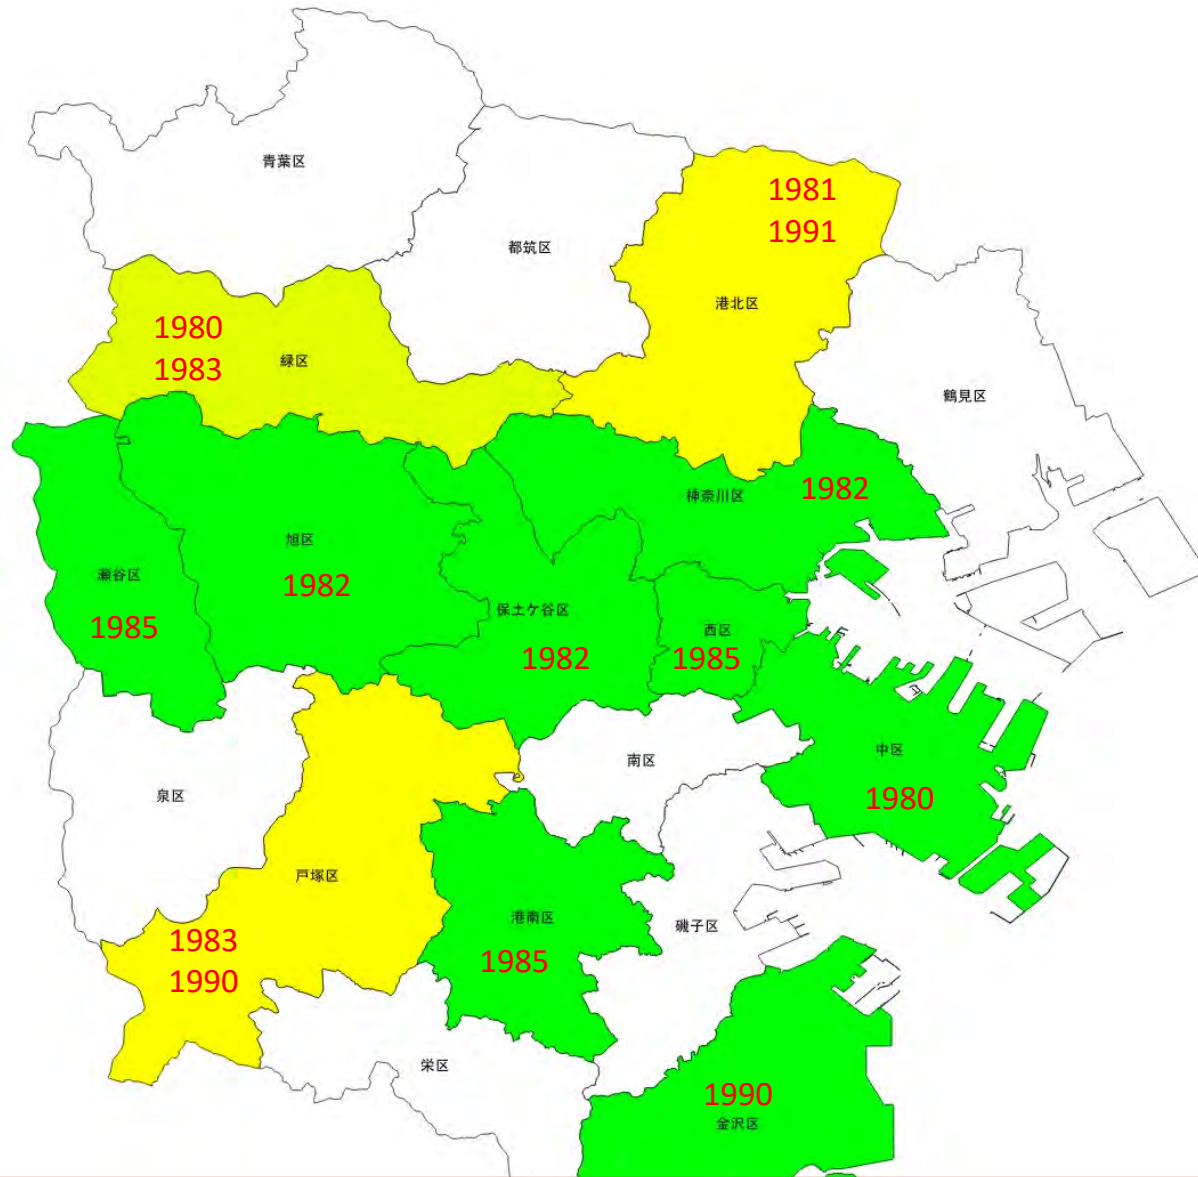 青葉区
1981
1991
都筑区
港北区
1980
1983
緑区
鶴見区
神奈川区
1982
旭区
1982
瀬谷区
1985
保土ケ谷区
1982
西区
1985
南区
中区
1980
泉区
戸塚区
1983
1990
港南区
1985
磯子区
栄区
1990
金沢区